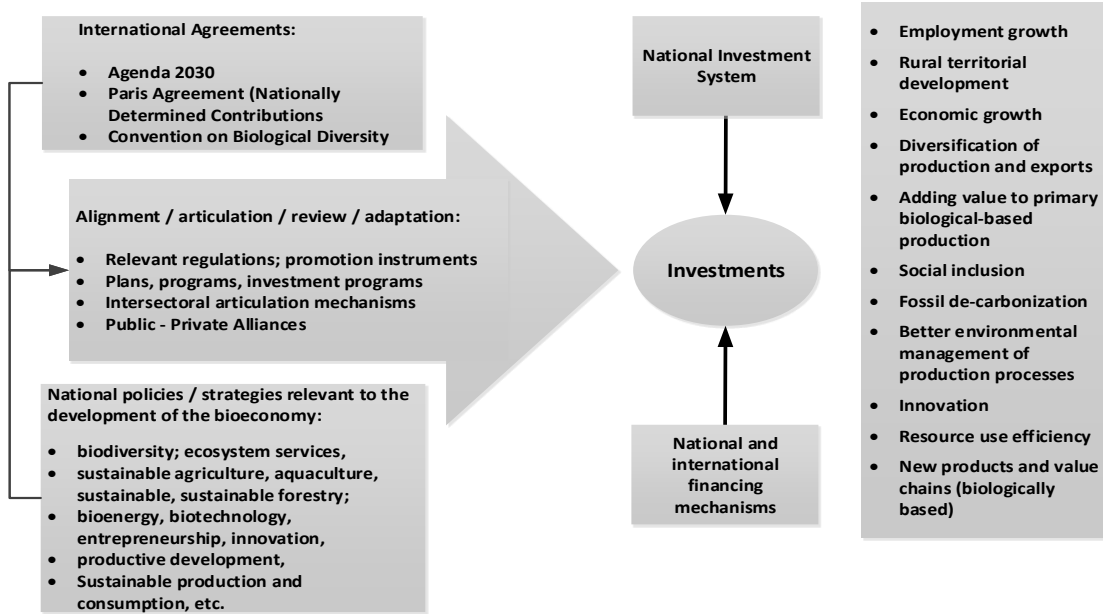 International Agreements:
• Agenda 2030
• Paris Agreement (Nationally
Determined Contributions
• Convention on Biological Diversity
Alignment / articulation / review / adaptation:
• Relevant regulations; promotion instruments
• Plans, programs, investment programs
• Intersectoral articulation mechanisms
• Public - Private Alliances
National policies / strategies relevant to the
development of the bioeconomy:
• biodiversity; ecosystem services,
• sustainable agriculture, aquaculture,
sustainable, sustainable forestry;
• bioenergy, biotechnology,
entrepreneurship, innovation,
• productive development,
• Sustainable production and
consumption, etc.
National Investment
System
Investments
National and
international
financing
mechanisms
• Employment growth
• Rural territorial
development
• Economic growth
• Diversification of
production and exports
• Adding value to primary
biological-based
production
• Social inclusion
• Fossil de-carbonization
• Better environmental
management of
production processes
• Innovation
• Resource use efficiency
• New products and value
chains (biologically
based)